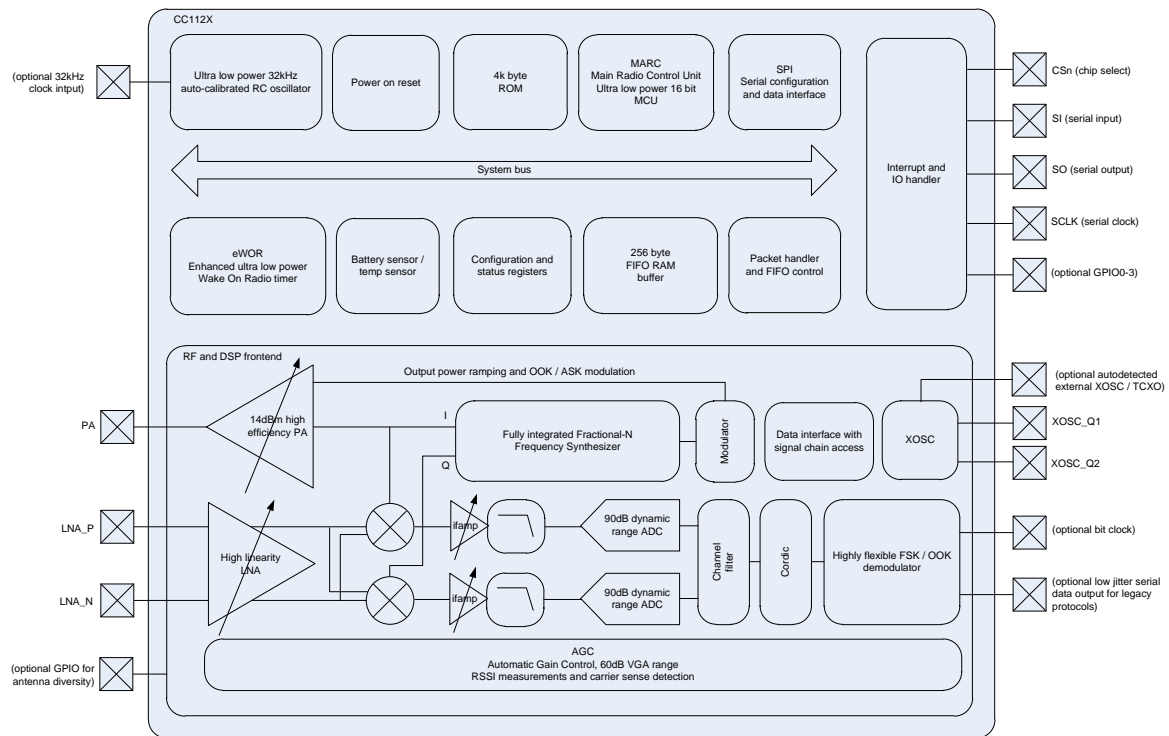 CC112X
(optional 32kHz
clock intput)
Ultra low power 32kHz
auto-calibrated RC oscillator
Power on reset
4k byte
ROM
MARC
Main Radio Control Unit
Ultra low power 16 bit
MCU
SPI
Serial configuration
and data interface
CSn (chip select)
SI (serial input)
Interrupt and
IO handler
SO (serial output)
System bus
SCLK (serial clock)
eWOR
Enhanced ultra low power
Wake On Radio timer
Battery sensor /
temp sensor
Configuration and
status registers
256 byte
FIFO RAM
buffer
Packet handler
and FIFO control
(optional GPIO0-3)
RF and DSP frontend
Output power ramping and OOK / ASK modulation
(optional autodetected
external XOSC / TCXO)
PA
14dBm high
efficiency PA
I
Q
Fully integrated Fractional-N
Frequency Synthesizer
Modulator
Data interface with
signal chain access
XOSC
XOSC_Q1
XOSC_Q2
LNA_P
High linearity
LNA
ifamp
90dB dynamic
range ADC
Channel
filter
Cordic
Highly flexible FSK / OOK
demodulator
(optional bit clock)
LNA_N
ifamp
90dB dynamic
range ADC
(optional low jitter serial
data output for legacy
protocols)
(optional GPIO for
antenna diversity)
AGC
Automatic Gain Control, 60dB VGA range
RSSI measurements and carrier sense detection